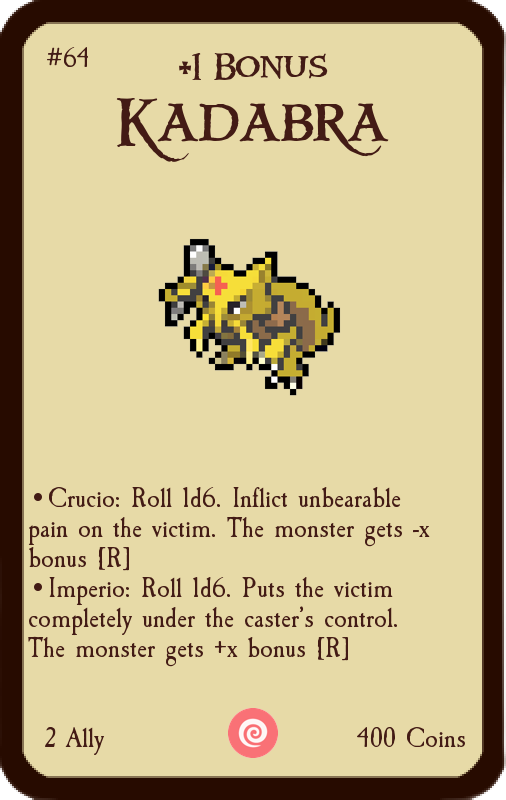 #64
+1 Bonus
Kadabra
•Crucio: Roll 1d6. Inflict unbearable
pain on the victim. The monster gets -x
bonus [R]
•Imperio: Roll 1d6. Puts the victim
completely under the caster's control.
The monster gets +x bonus [R]
2 Ally
400 Coins